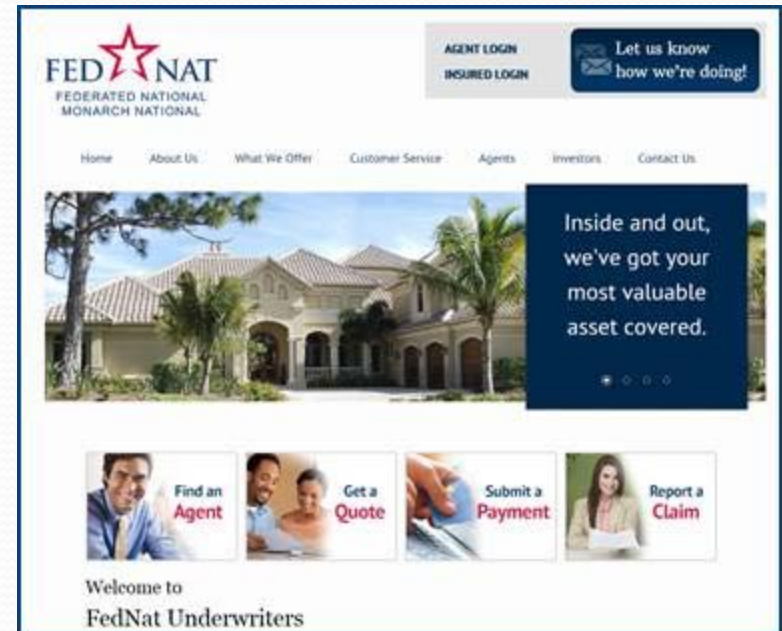 FED NAT
FEDERATED NATIONAL
MONARCH NATIONAL
AGENT LOGIN
INSURED LOGIN
Let us know
how we're doing!
Home About Us What We Offer Customer Service Agents Investors Contact Us
Inside and out,
we've got your
most valuable
asset covered.
Find an
Agent
Get a
Quote
Submit a
Payment
Report a
Claim
Welcome to
FedNat Underwriters